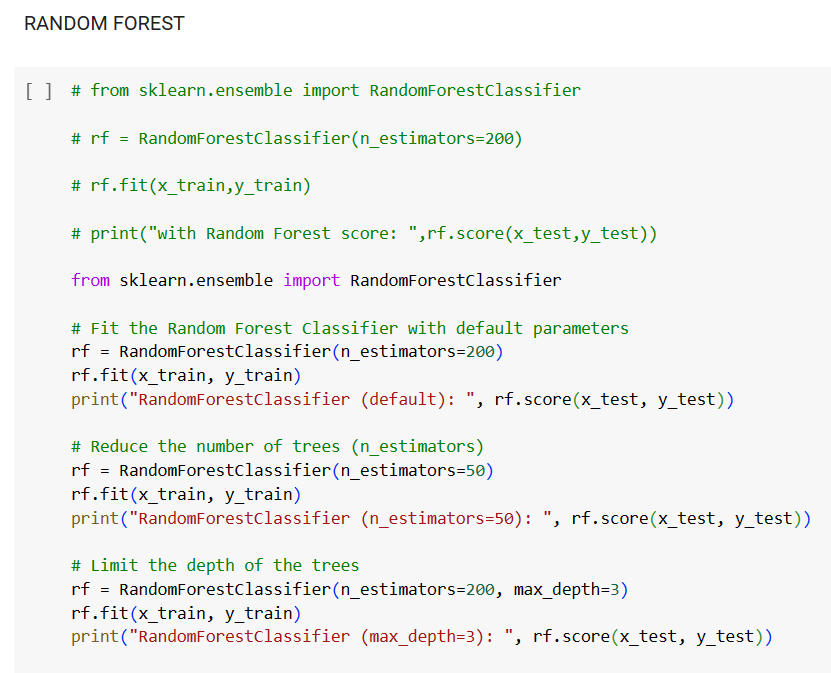 RANDOM FOREST
[ ] # from sklearn.ensemble import RandomForestClassifier
# rf = RandomForestClassifier(n_estimators=200)
# rf.fit(x_train,y_train)
# print("with Random Forest score: ",rf.score(x_test,y_test))
from sklearn.ensemble import RandomForestClassifier
# Fit the Random Forest Classifier with default parameters
rf = RandomForestClassifier(n_estimators=200)
rf.fit(x_train, y_train)
print("RandomForestClassifier (default): ", rf.score(x_test, y_test))
# Reduce the number of trees (n_estimators)
rf = RandomForestClassifier(n_estimators=50)
rf.fit(x_train, y_train)
print("RandomForestClassifier (n_estimators=50): ", rf.score(x_test, y_test))
# Limit the depth of the trees
rf = RandomForestClassifier(n_estimators=200, max_depth=3)
rf.fit(x_train, y_train)
print("RandomForestClassifier (max_depth=3): ", rf.score(x_test, y_test))